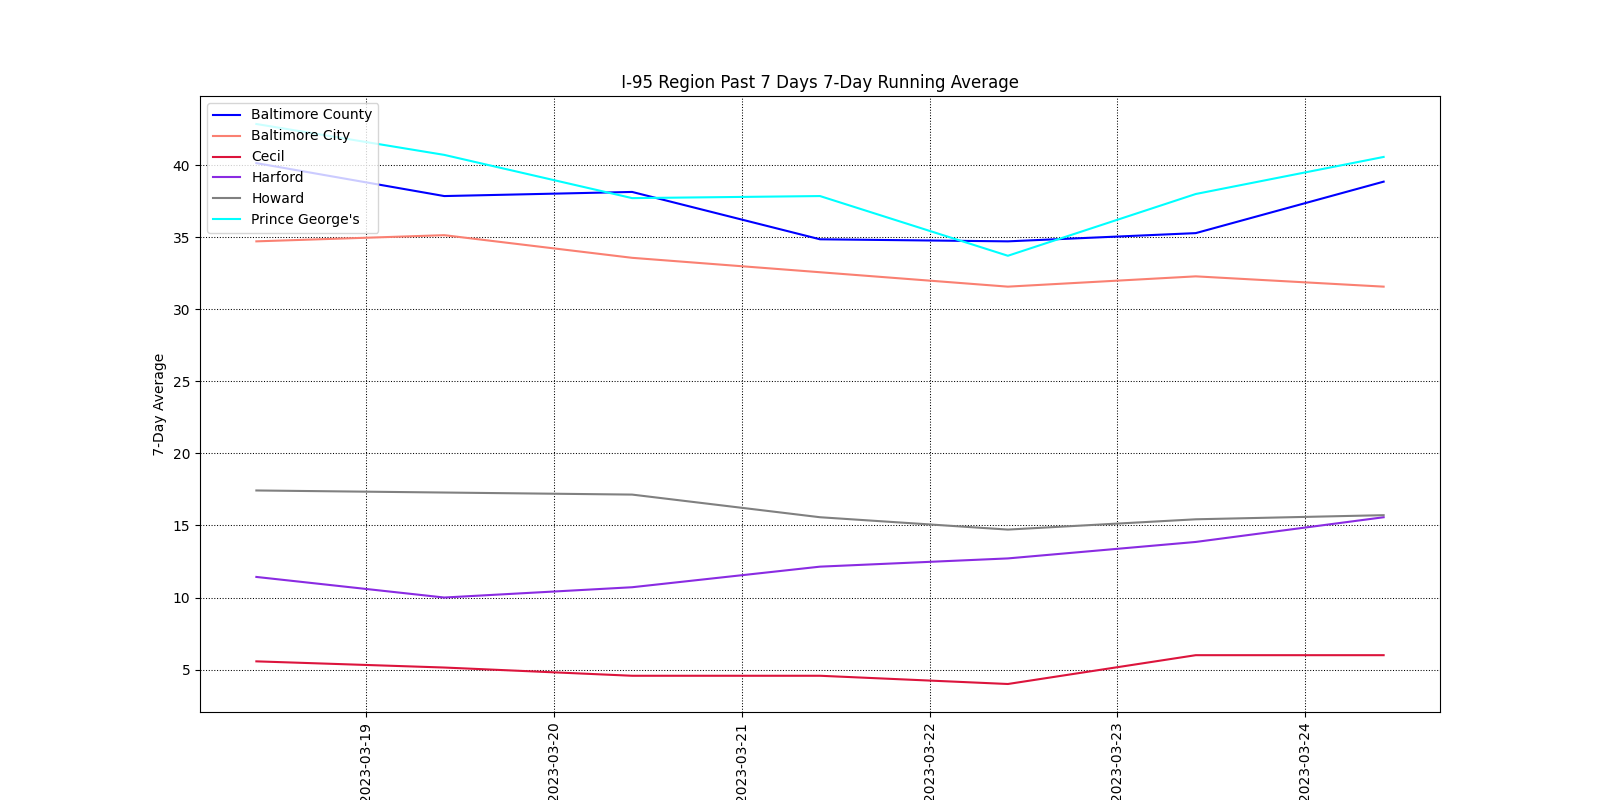 I-95 Region Past 7 Days 7-Day Running Average
Baltimore County
Baltimore City
Cecil
Harford
Howard
Prince George's
7-Day Average
40
35
30
25
20
15
10
5
2023-03-19
2023-03-20
2023-03-21
2023-03-22
2023-03-23
2023-03-24